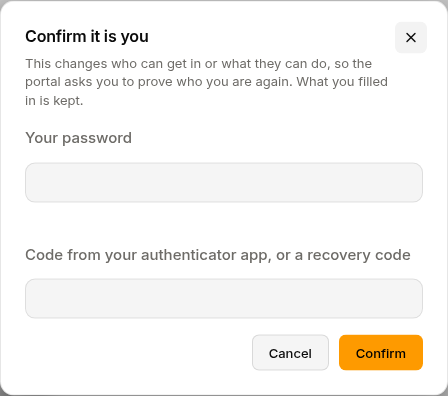 Confirm it is you
This changes who can get in or what they can do, so the
portal asks you to prove who you are again. What you filled
in is kept.
Your password
Code from your authenticator app, or a recovery code
Cancel
Confirm